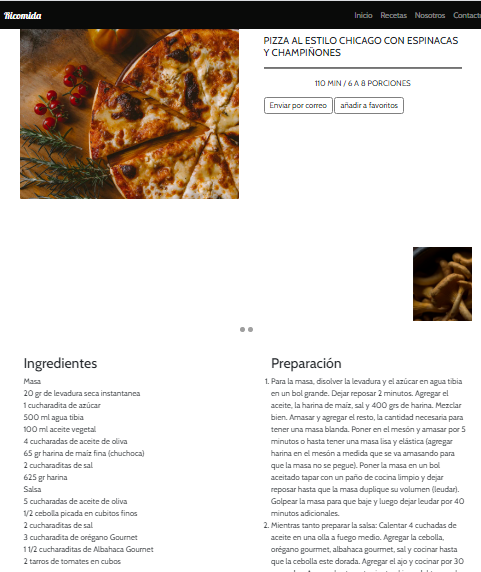 Ricomida
Inicio Recetas Nosotros Contacto
PIZZA AL ESTILO CHICAGO CON ESPINACAS
Y CHAMPIÑONES
110 MIN / 6 A 8 PORCIONES
Enviar por correo añadir a favoritos
Ingredientes
Masa
20 gr de levadura seca instantanea
1 cucharadita de azúcar
500 ml agua tibia
100 ml aceite vegetal
4 cucharadas de aceite de oliva
65 gr harina de maíz fina (chuchoca)
2 cucharaditas de sal
625 gr harina
Salsa
5 cucharadas de aceite de oliva
1/2 cebolla picada en cubitos finos
2 cucharaditas de sal
3 cucharadita de orégano Gourmet
1 1/2 cucharaditas de Albahaca Gourmet
2 tarros de tomates en cubos
Preparación
1. Para la masa, disolver la levadura y el azúcar en agua tibia
en un bol grande. Dejar reposar 2 minutos. Agregar el
aceite, la harina de maíz, sal y 400 grs de harina. Mezclar
bien. Amasar y agregar el resto, la cantidad necesaria para
tener una masa blanda. Poner en el mesón y amasar por 5
minutos o hasta tener una masa lisa y elástica (agregar
harina en el mesón a medida que se va amasando para
que la masa no se pegue). Poner la masa en un bol
aceitado tapar con un paño de cocina limpio y dejar
reposar hasta que la masa duplique su volumen (leudar).
Golpear la masa para que baje y luego dejar leudar por 40
minutos adicionales.
2. Mientras tanto preparar la salsa: Calentar 4 cuchadas de
aceite en una olla a fuego medio. Agregar la cebolla,
orégano gourmet, albahaca gourmet, sal y cocinar hasta
que la cebolla este dorada. Agregar el ajo y cocinar por 30